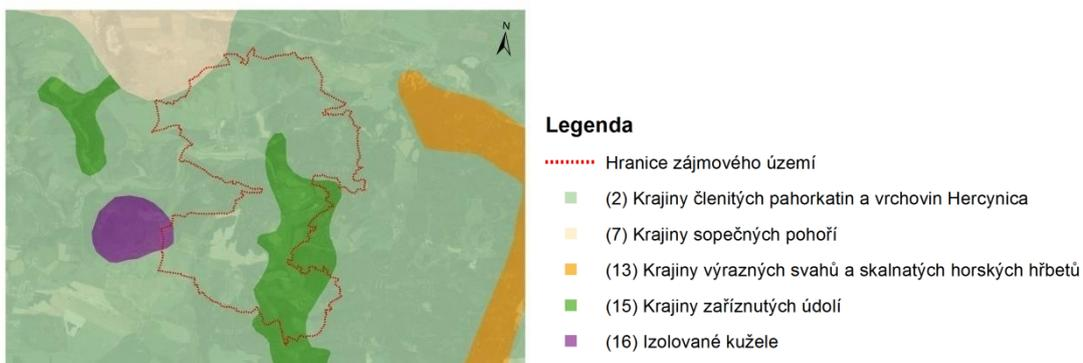 N
Legenda
Hranice zájmového území
(2) Krajiny členitých pahorkatin a vrchovin Hercynica
(7) Krajiny sopečných pohoří
(13) Krajiny výrazných svahů a skalnatých horských hřbetů
(15) Krajiny zaříznutých údolí
(16) Izolované kužele